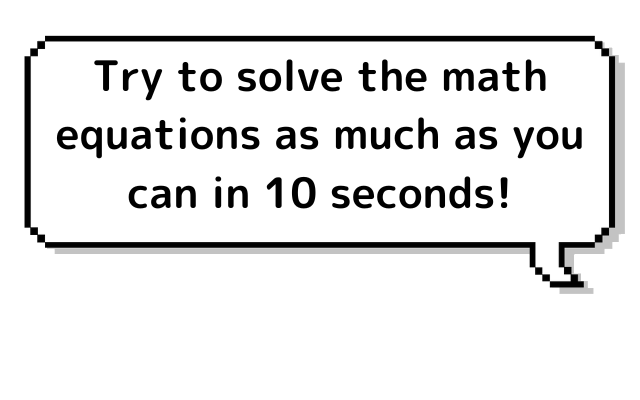 Try to solve the math
equations as much as you
can in 10 seconds!